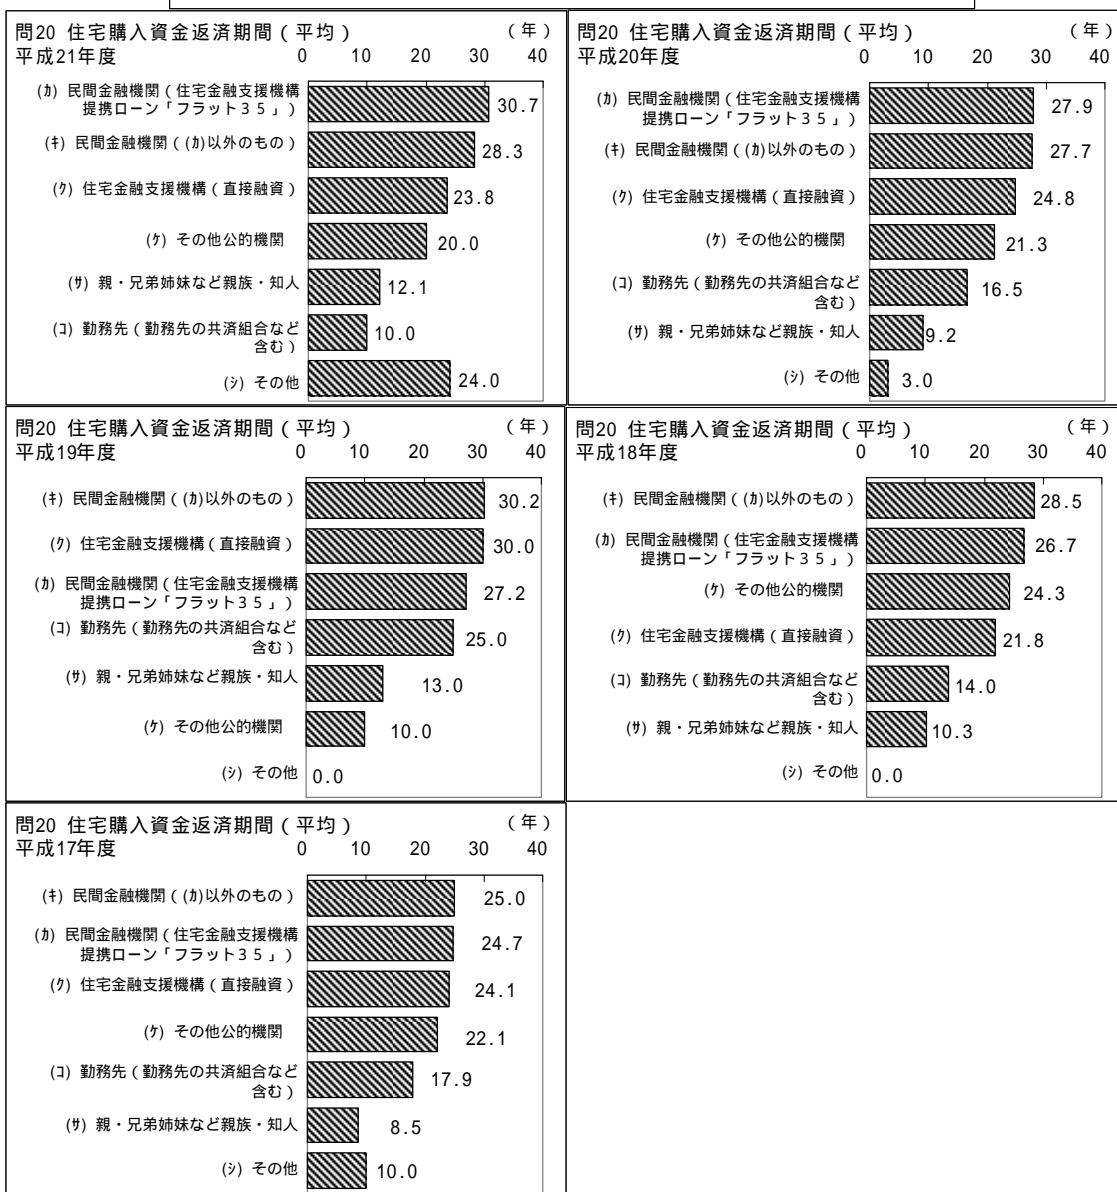 問20 住宅購入資金返済期間(平均) (年)
平成21年度 0 10 20 30 40
(カ) 民間金融機関(住宅金融支援機構
提携ローン「フラット35」) 30.7
(キ) 民間金融機関((カ)以外のもの) 28.3
(ク) 住宅金融支援機構(直接融資) 23.8
(ケ) その他公的機関 20.0
(サ) 親・兄弟姉妹など親族・知人 12.1
(コ) 勤務先(勤務先の共済組合など
含む) 10.0
(シ) その他 24.0
問20 住宅購入資金返済期間(平均) (年)
平成20年度 0 10 20 30 40
(カ) 民間金融機関(住宅金融支援機構
提携ローン「フラット35」) 27.9
(キ) 民間金融機関((カ)以外のもの) 27.7
(ク) 住宅金融支援機構(直接融資) 24.8
(ケ) その他公的機関 21.3
(コ) 勤務先(勤務先の共済組合など
含む) 16.5
(サ) 親・兄弟姉妹など親族・知人 9.2
(シ) その他 3.0
問20 住宅購入資金返済期間(平均) (年)
平成19年度 0 10 20 30 40
(キ) 民間金融機関((カ)以外のもの) 30.2
(ク) 住宅金融支援機構(直接融資) 30.0
(カ) 民間金融機関(住宅金融支援機構
提携ローン「フラット35」) 27.2
(コ) 勤務先(勤務先の共済組合など
含む) 25.0
(サ) 親・兄弟姉妹など親族・知人 13.0
(ケ) その他公的機関 10.0
(シ) その他 0.0
問20 住宅購入資金返済期間(平均) (年)
平成18年度 0 10 20 30 40
(キ) 民間金融機関((カ)以外のもの) 28.5
(カ) 民間金融機関(住宅金融支援機構
提携ローン「フラット35」) 26.7
(ケ) その他公的機関 24.3
(ク) 住宅金融支援機構(直接融資) 21.8
(コ) 勤務先(勤務先の共済組合など
含む) 14.0
(サ) 親・兄弟姉妹など親族・知人 10.3
(シ) その他 0.0
問20 住宅購入資金返済期間(平均) (年)
平成17年度 0 10 20 30 40
(キ) 民間金融機関((カ)以外のもの) 25.0
(カ) 民間金融機関(住宅金融支援機構
提携ローン「フラット35」) 24.7
(ク) 住宅金融支援機構(直接融資) 24.1
(ケ) その他公的機関 22.1
(コ) 勤務先(勤務先の共済組合など
含む) 17.9
(サ) 親・兄弟姉妹など親族・知人 8.5
(シ) その他 10.0